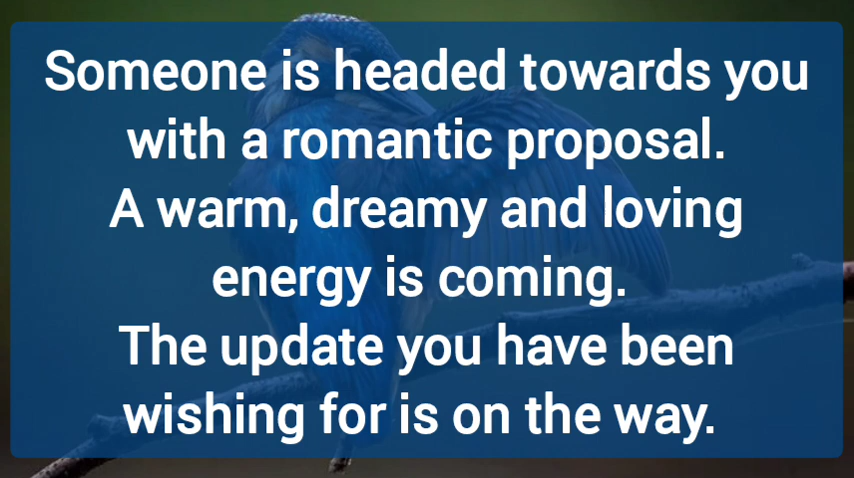 Someone is headed towards you
with a romantic proposal.
A warm, dreamy and loving
energy is coming.
The update you have been
wishing for is on the way.